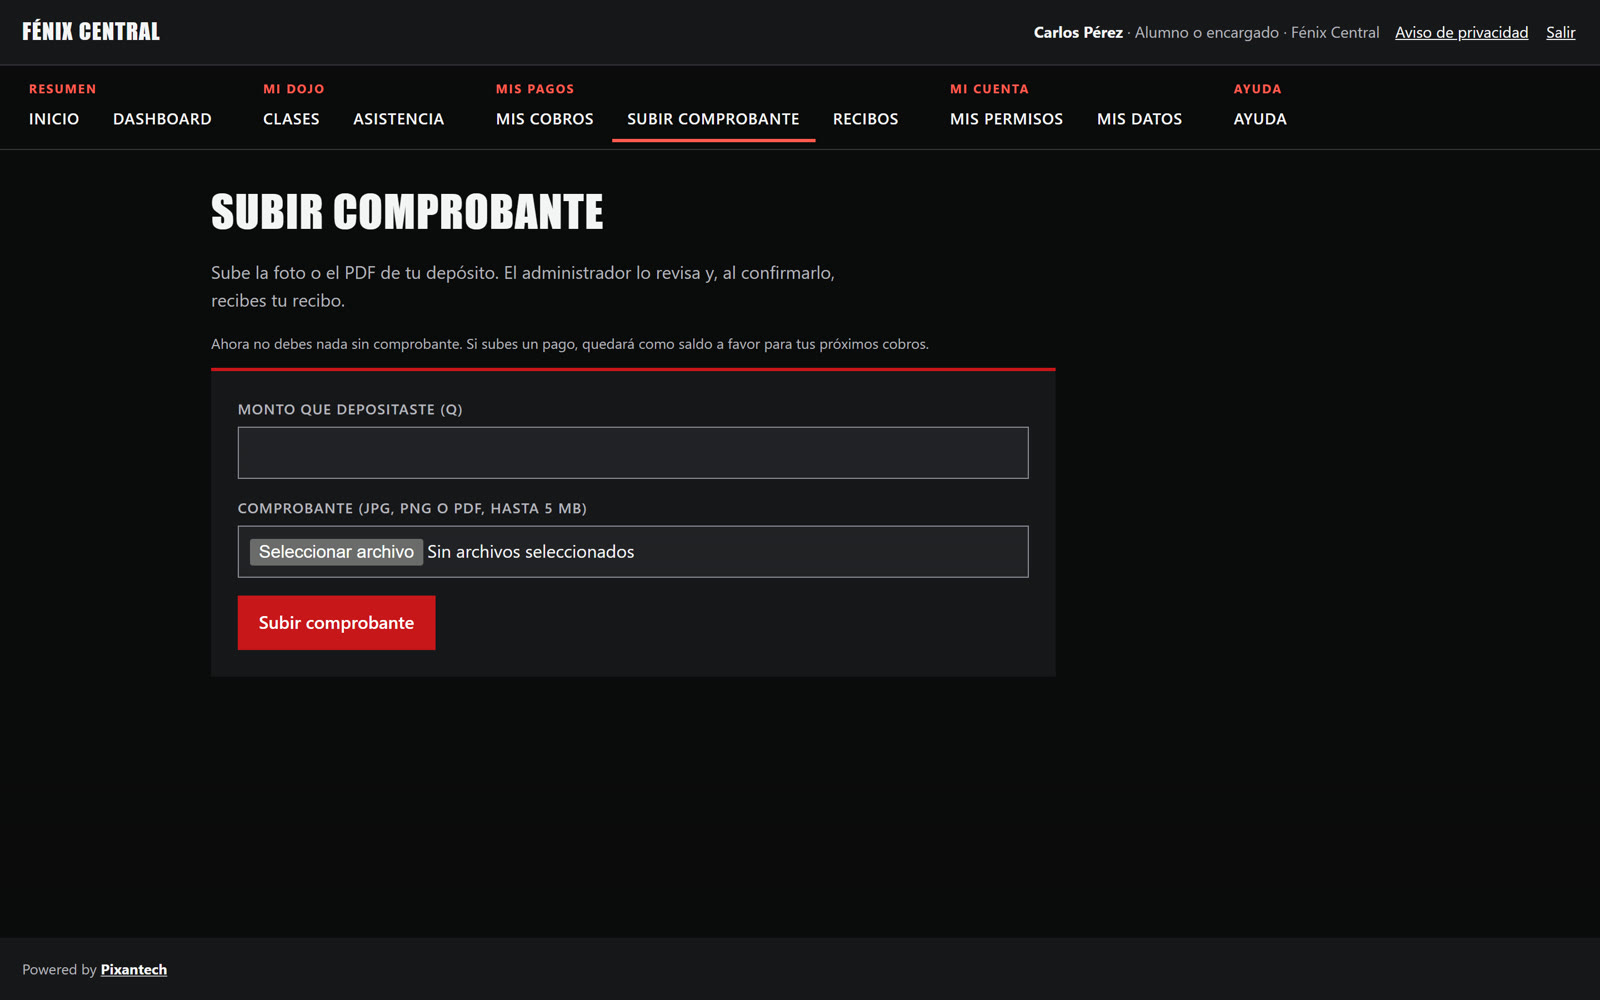 FÉNIX CENTRAL
Carlos Pérez · Alumno o encargado · Fénix Central Aviso de privacidad Salir
RESUMEN MI DOJO MIS PAGOS MI CUENTA AYUDA
INICIO DASHBOARD CLASES ASISTENCIA MIS COBROS SUBIR COMPROBANTE RECIBOS MIS PERMISOS MIS DATOS AYUDA
SUBIR COMPROBANTE
Sube la foto o el PDF de tu depósito. El administrador lo revisa y, al confirmarlo,
recibes tu recibo.
Ahora no debes nada sin comprobante. Si subes un pago, quedará como saldo a favor para tus próximos cobros.
MONTO QUE DEPOSITASTE (Q)
COMPROBANTE (JPG, PNG O PDF, HASTA 5 MB)
Seleccionar archivo Sin archivos seleccionados
Subir comprobante
Powered by Pixantech